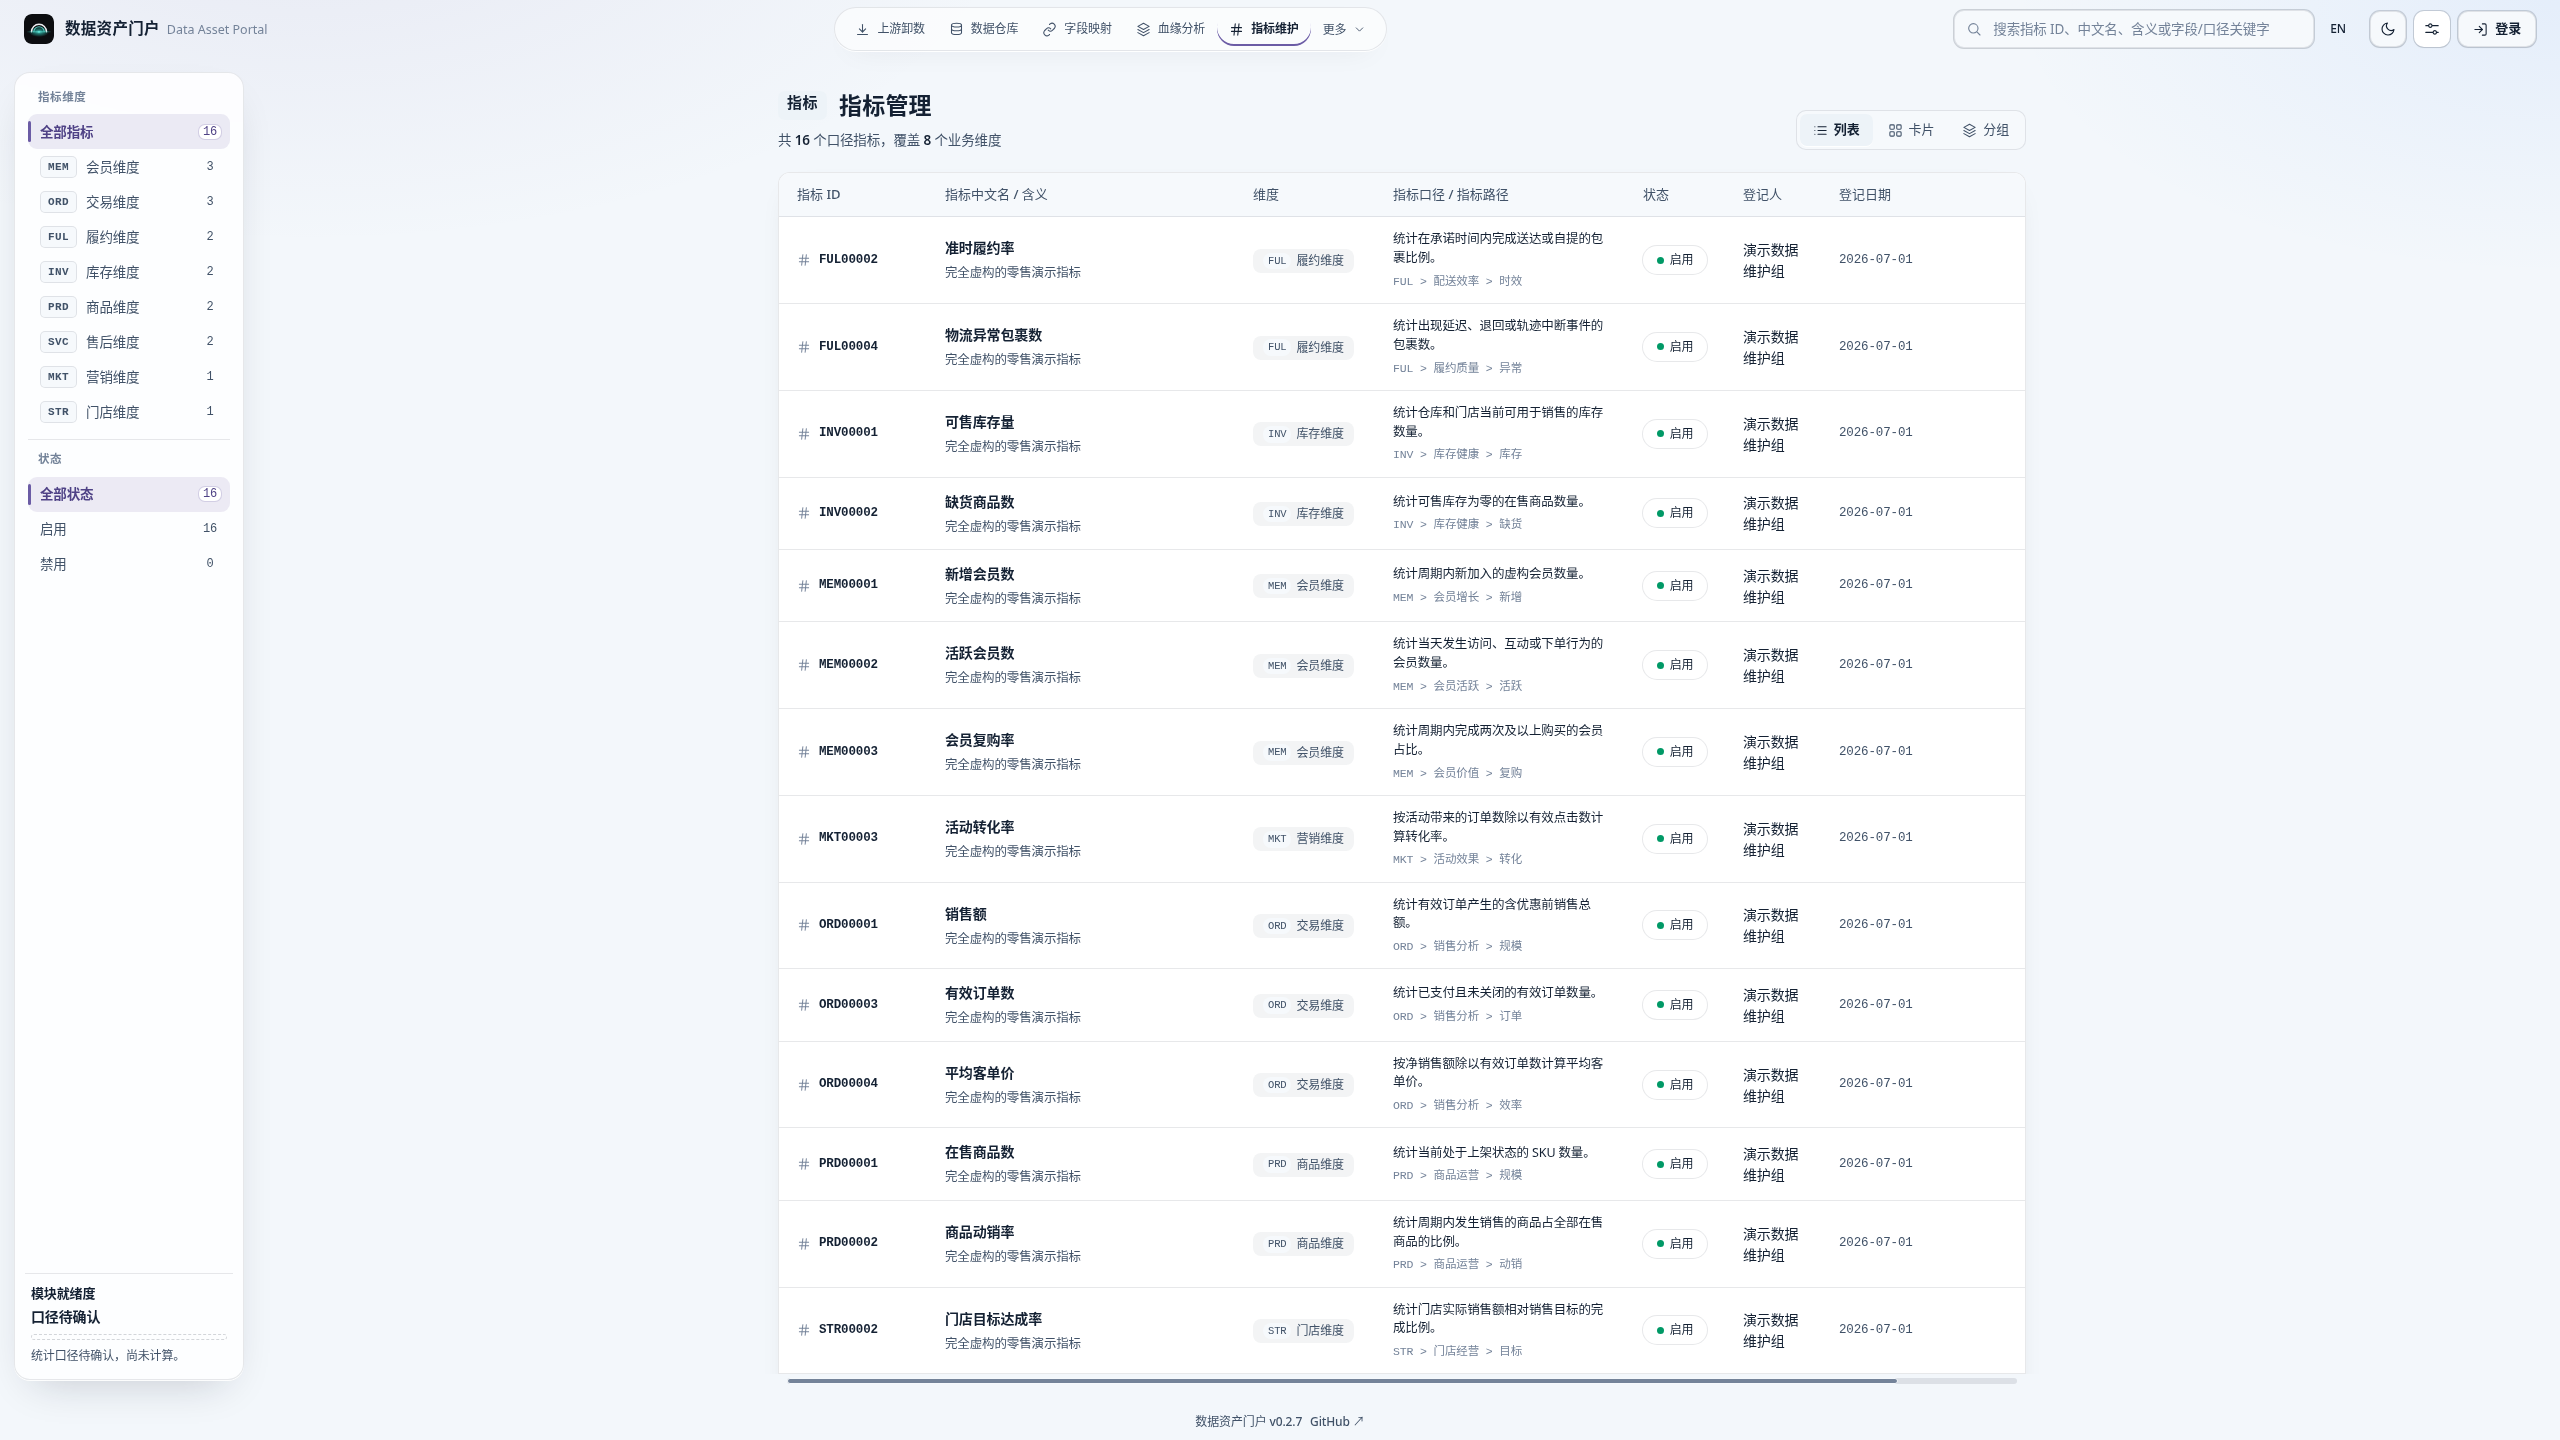 数据资产门户 Data Asset Portal
上游卸数 数据仓库 字段映射 血缘分析 指标维护 更多
搜索指标 ID、中文名、含义或字段/口径关键字
EN
登录
指标维度
全部指标 16
MEM 会员维度 3
ORD 交易维度 3
FUL 履约维度 2
INV 库存维度 2
PRD 商品维度 2
SVC 售后维度 2
MKT 营销维度 1
STR 门店维度 1
状态
全部状态 16
启用 16
禁用 0
模块就绪度
口径待确认
统计口径待确认，尚未计算。
指标 指标管理
共 16 个口径指标，覆盖 8 个业务维度
列表 卡片 分组
指标 ID 指标中文名 / 含义 维度 指标口径 / 指标路径 状态 登记人 登记日期
FUL00002
准时履约率
完全虚构的零售演示指标
FUL 履约维度
统计在承诺时间内完成送达或自提的包
裹比例。
FUL > 配送效率 > 时效
启用
演示数据
维护组
2026-07-01
FUL00004
物流异常包裹数
完全虚构的零售演示指标
FUL 履约维度
统计出现延迟、退回或轨迹中断事件的
包裹数。
FUL > 履约质量 > 异常
启用
演示数据
维护组
2026-07-01
INV00001
可售库存量
完全虚构的零售演示指标
INV 库存维度
统计仓库和门店当前可用于销售的库存
数量。
INV > 库存健康 > 库存
启用
演示数据
维护组
2026-07-01
INV00002
缺货商品数
完全虚构的零售演示指标
INV 库存维度
统计可售库存为零的在售商品数量。
INV > 库存健康 > 缺货
启用
演示数据
维护组
2026-07-01
MEM00001
新增会员数
完全虚构的零售演示指标
MEM 会员维度
统计周期内新加入的虚构会员数量。
MEM > 会员增长 > 新增
启用
演示数据
维护组
2026-07-01
MEM00002
活跃会员数
完全虚构的零售演示指标
MEM 会员维度
统计当天发生访问、互动或下单行为的
会员数量。
MEM > 会员活跃 > 活跃
启用
演示数据
维护组
2026-07-01
MEM00003
会员复购率
完全虚构的零售演示指标
MEM 会员维度
统计周期内完成两次及以上购买的会员
占比。
MEM > 会员价值 > 复购
启用
演示数据
维护组
2026-07-01
MKT00003
活动转化率
完全虚构的零售演示指标
MKT 营销维度
按活动带来的订单数除以有效点击数计
算转化率。
MKT > 活动效果 > 转化
启用
演示数据
维护组
2026-07-01
ORD00001
销售额
完全虚构的零售演示指标
ORD 交易维度
统计有效订单产生的含优惠前销售总
额。
ORD > 销售分析 > 规模
启用
演示数据
维护组
2026-07-01
ORD00003
有效订单数
完全虚构的零售演示指标
ORD 交易维度
统计已支付且未关闭的有效订单数量。
ORD > 销售分析 > 订单
启用
演示数据
维护组
2026-07-01
ORD00004
平均客单价
完全虚构的零售演示指标
ORD 交易维度
按净销售额除以有效订单数计算平均客
单价。
ORD > 销售分析 > 效率
启用
演示数据
维护组
2026-07-01
PRD00001
在售商品数
完全虚构的零售演示指标
PRD 商品维度
统计当前处于上架状态的 SKU 数量。
PRD > 商品运营 > 规模
启用
演示数据
维护组
2026-07-01
PRD00002
商品动销率
完全虚构的零售演示指标
PRD 商品维度
统计周期内发生销售的商品占全部在售
商品的比例。
PRD > 商品运营 > 动销
启用
演示数据
维护组
2026-07-01
STR00002
门店目标达成率
完全虚构的零售演示指标
STR 门店维度
统计门店实际销售额相对销售目标的完
成比例。
STR > 门店经营 > 目标
启用
演示数据
维护组
2026-07-01
数据资产门户 v0.2.7 GitHub ↗